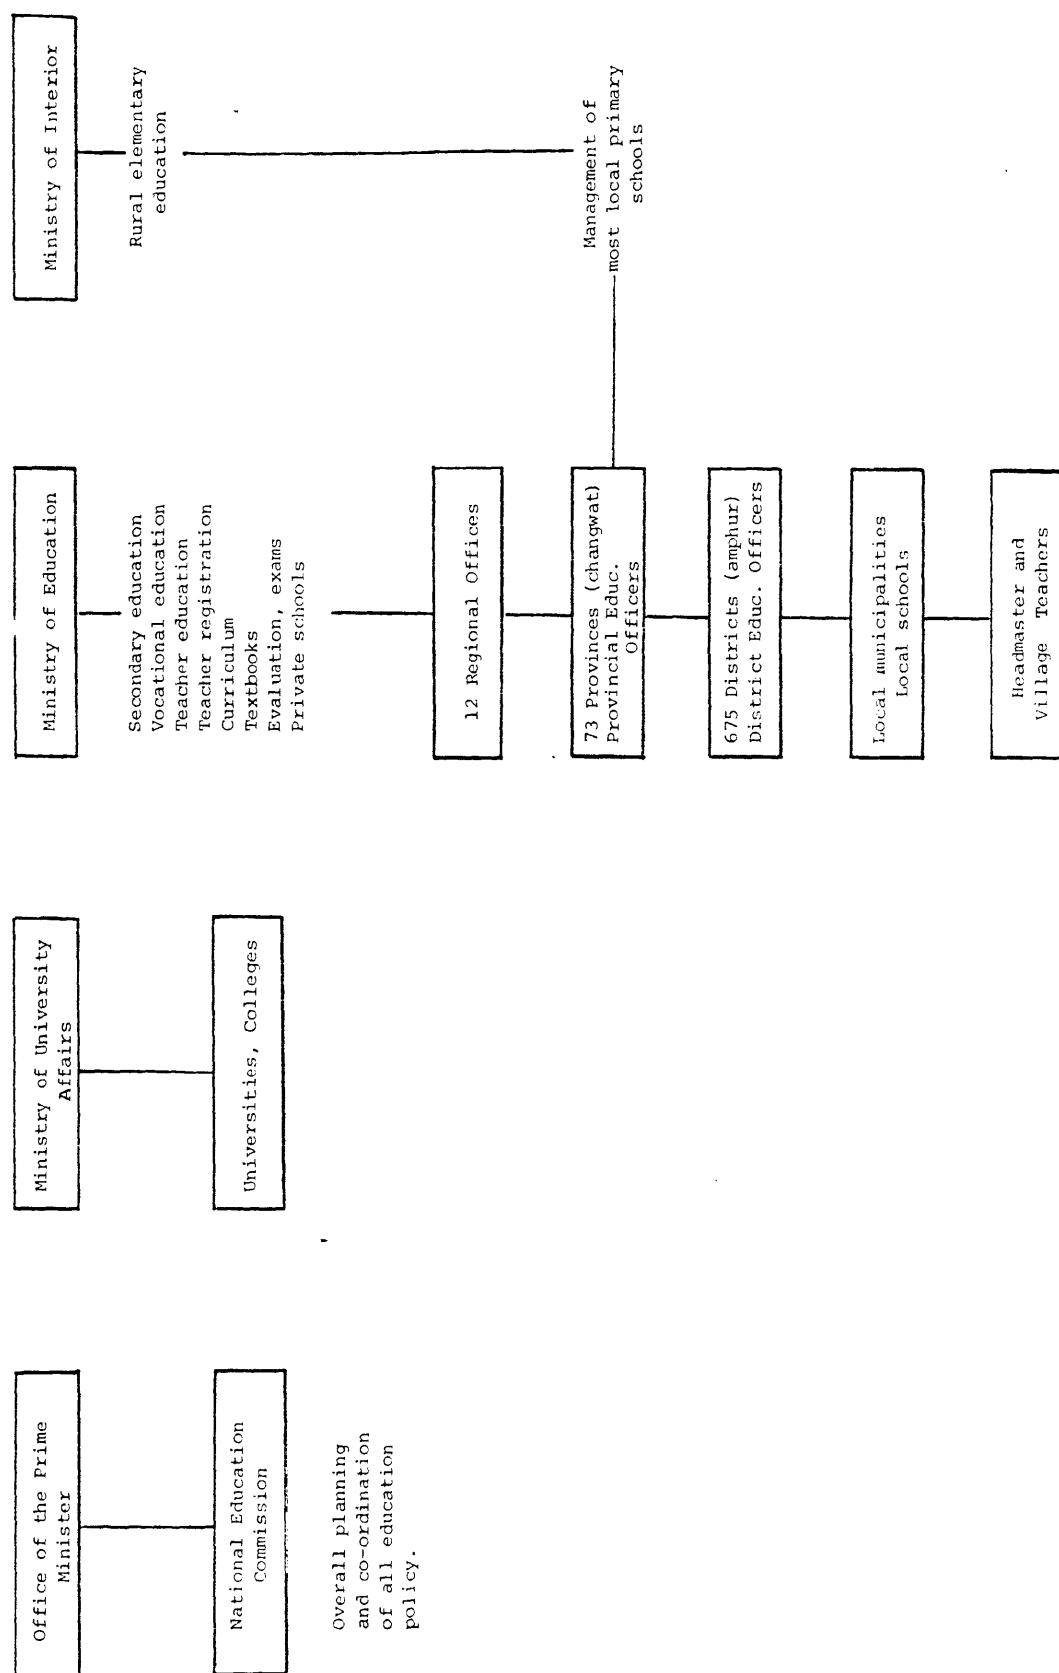 Office of the Prime
Minister
National Education
Commission
Overall planning
and co-ordination
of all education
policy.
Ministry of University
Affairs
Universities, Colleges
Ministry of Education
Secondary education
Vocational education
Teacher education
Teacher registration
Curriculum
Textbooks
Evaluation, exams
Private schools
12 Regional Offices
73 Provinces (changwat)
Provincial Educ.
Officers
675 Districts (amphur)
District Educ. Officers
Local municipalities
Local schools
Headmaster and
Village Teachers
Ministry of Interior
Rural elementary
education
Management of
most local primary
schools